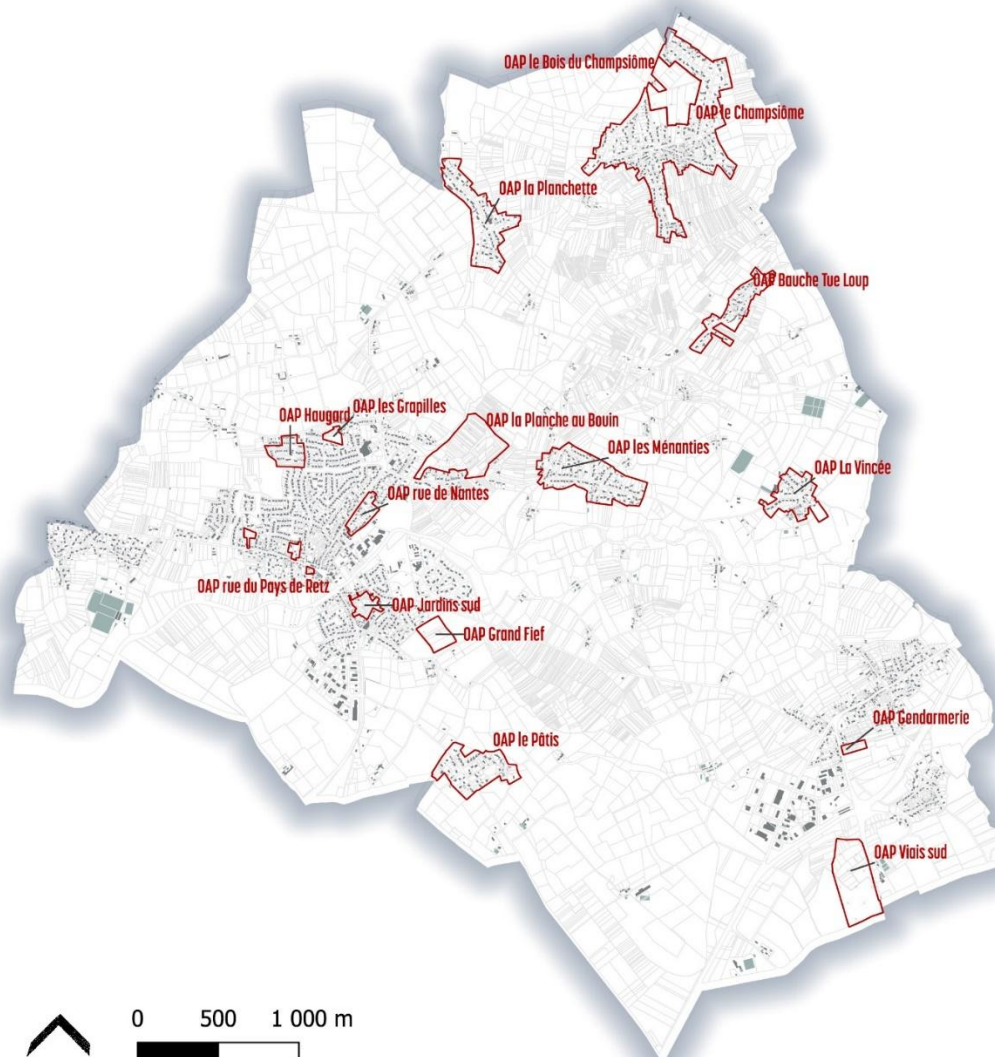 OAP le Bois du Champsiôme
OAP le Champsiôme
OAP la Planchette
OAP Bauche Tue Loup
OAP Haugard
OAP les Grapilles
OAP la Planche au Bouin
OAP les Ménanties
OAP La Vincée
OAP rue de Nantes
OAP rue du Pays de Retz
OAP Jardins sud
OAP Grand Fief
OAP Gendarmerie
OAP le Pâtis
OAP Viais sud
0 500 1 000 m